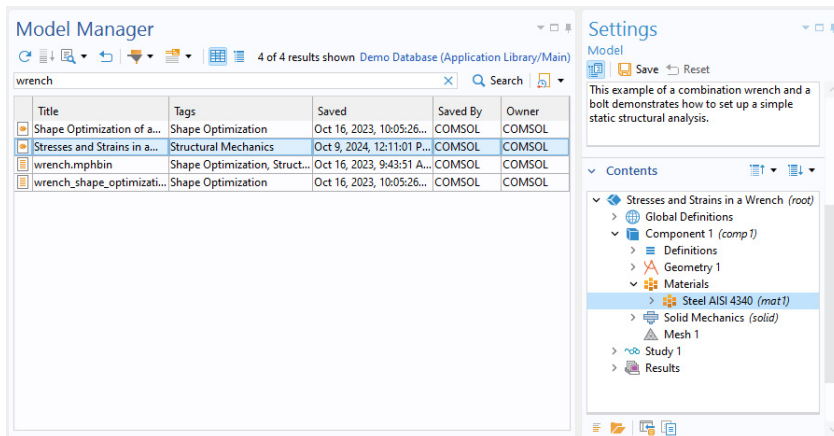 Model Manager
4 of 4 results shown Demo Database (Application Library/Main)
wrench
Search
Title Tags Saved Saved By Owner
Shape Optimization of a... Shape Optimization Oct 16, 2023, 10:05:26... COMSOL COMSOL
Stresses and Strains in a... Structural Mechanics Oct 9, 2024, 12:11:01 P... COMSOL COMSOL
wrench.mphbin Shape Optimization, Struct... Oct 16, 2023, 9:43:51 A... COMSOL COMSOL
wrench_shape_optimizati... Shape Optimization Oct 16, 2023, 10:05:26... COMSOL COMSOL
Settings
Model
Save Reset
This example of a combination wrench and a
bolt demonstrates how to set up a simple
static structural analysis.
Contents
Stresses and Strains in a Wrench (root)
Global Definitions
Component 1 (comp1)
Definitions
Geometry 1
Materials
Steel AISI 4340 (mat1)
Solid Mechanics (solid)
Mesh 1
Study 1
Results